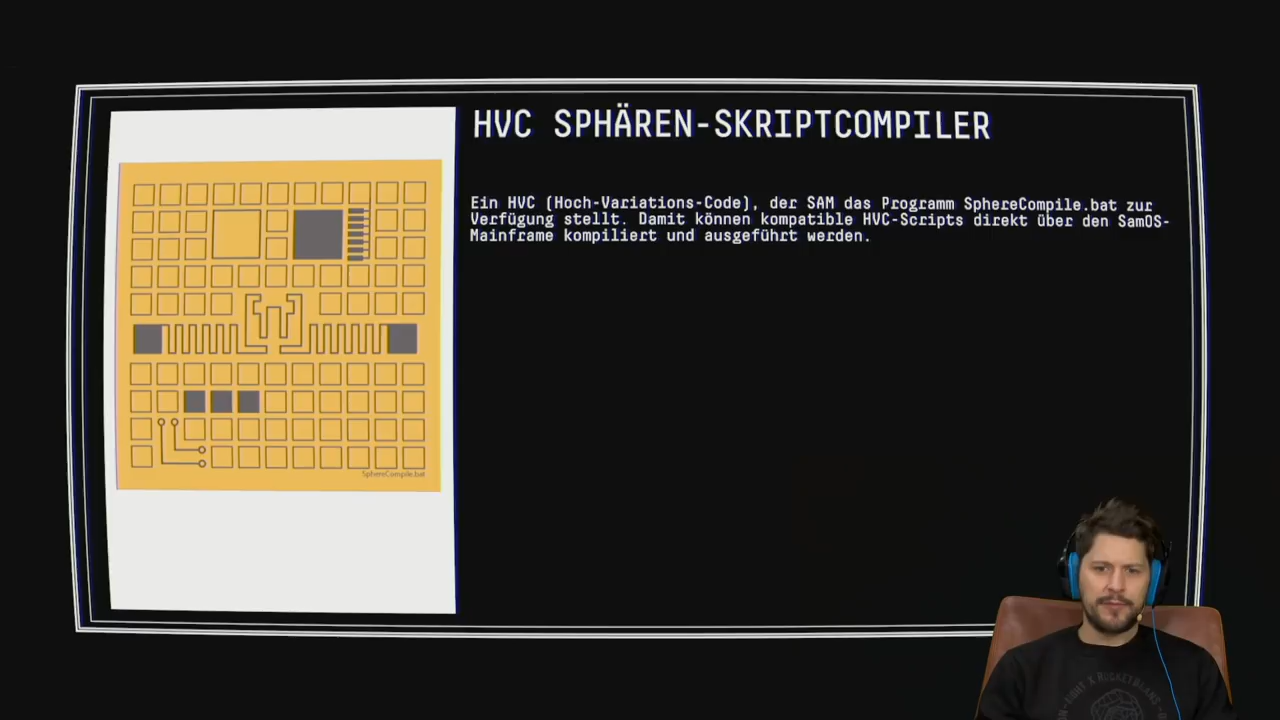 HVC SPHÄREN-SKRIPTCOMPILER
Ein HVC (Hoch-Variations-Code), der SAM das Programm SphereCompile.bat zur
Verfügung stellt. Damit können kompatible HVC-Scripts direkt über den SamOS-
Mainframe kompiliert und ausgeführt werden.
SphereCompile.bat
X ROCKETBEANS